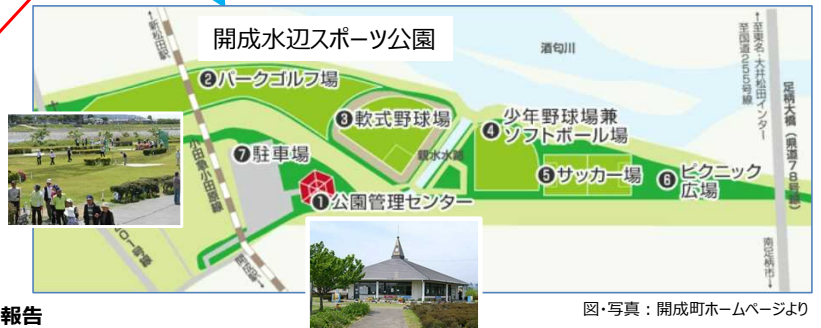 開成水辺スポーツ公園
↑新松田駅
酒匂川
↑至東名・大井松田インター
至国道255号線
足柄大橋（県道78号線）
❷パークゴルフ場
❸軟式野球場
❹少年野球場兼
ソフトボール場
親水水路
❼駐車場
小田急小田原線
❺サッカー場
❻ピクニック
広場
❶公園管理センター
南足柄市↓
図・写真：開成町ホームページより
報告